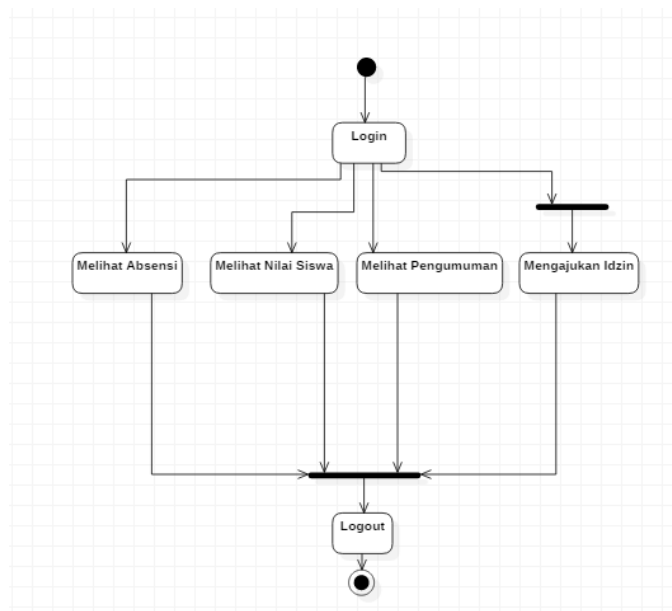 Login
Melihat Absensi
Melihat Nilai Siswa
Melihat Pengumuman
Mengajukan Idzin
Logout